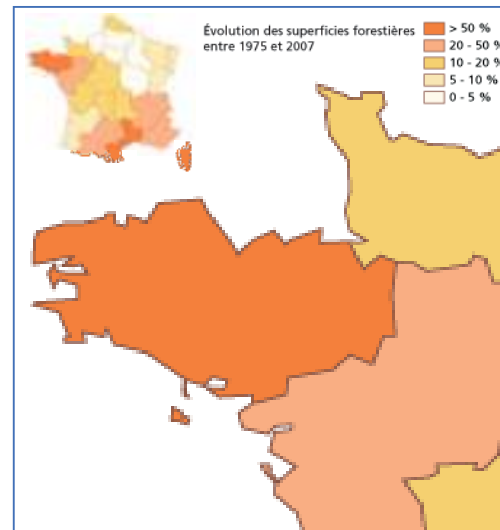 Évolution des superficies forestières
entre 1975 et 2007
> 50 %
20 - 50 %
10 - 20 %
5 - 10 %
0 - 5 %